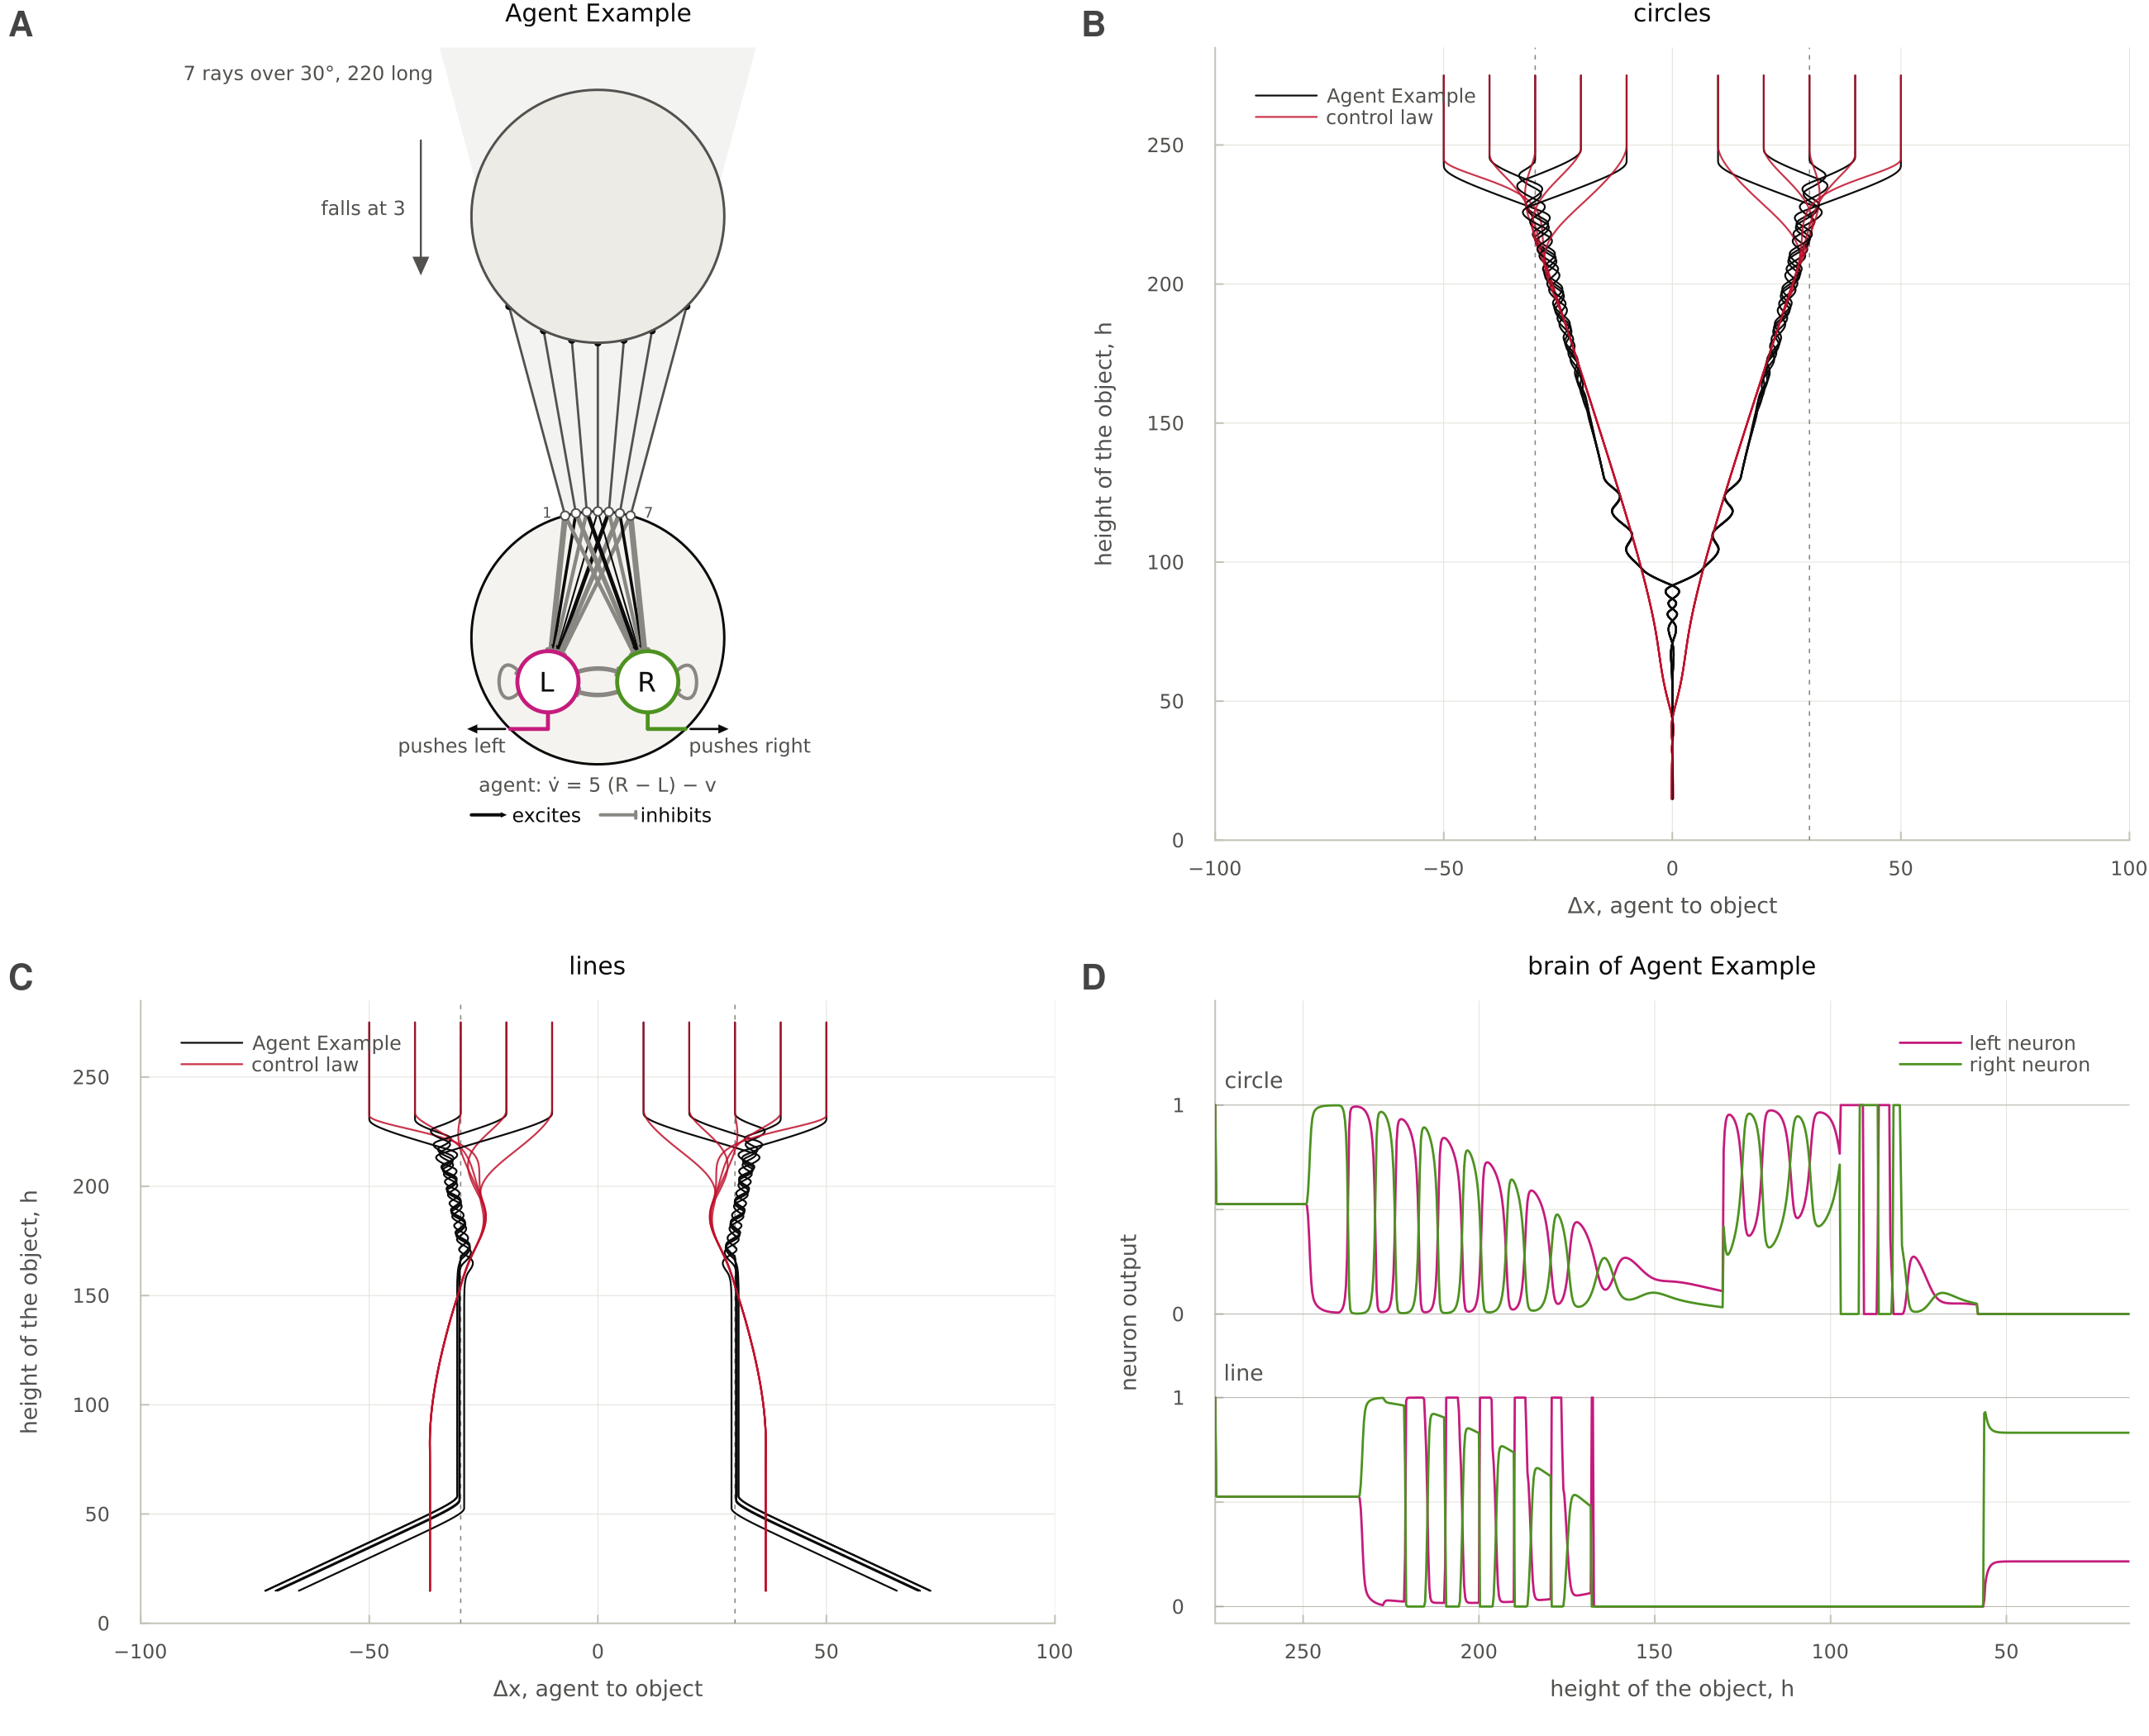 A
Agent Example
7 rays over 30°, 220 long
falls at 3
1
7
L
R
pushes left
pushes right
agent: v̇ = 5 (R − L) − v
excites
inhibits
B
circles
Agent Example
control law
250
200
150
100
50
0
height of the object, h
−100
−50
0
50
100
Δx, agent to object
C
lines
Agent Example
control law
250
200
150
100
50
0
height of the object, h
−100
−50
0
50
100
Δx, agent to object
D
brain of Agent Example
left neuron
right neuron
circle
1
0
line
1
0
neuron output
250
200
150
100
50
height of the object, h